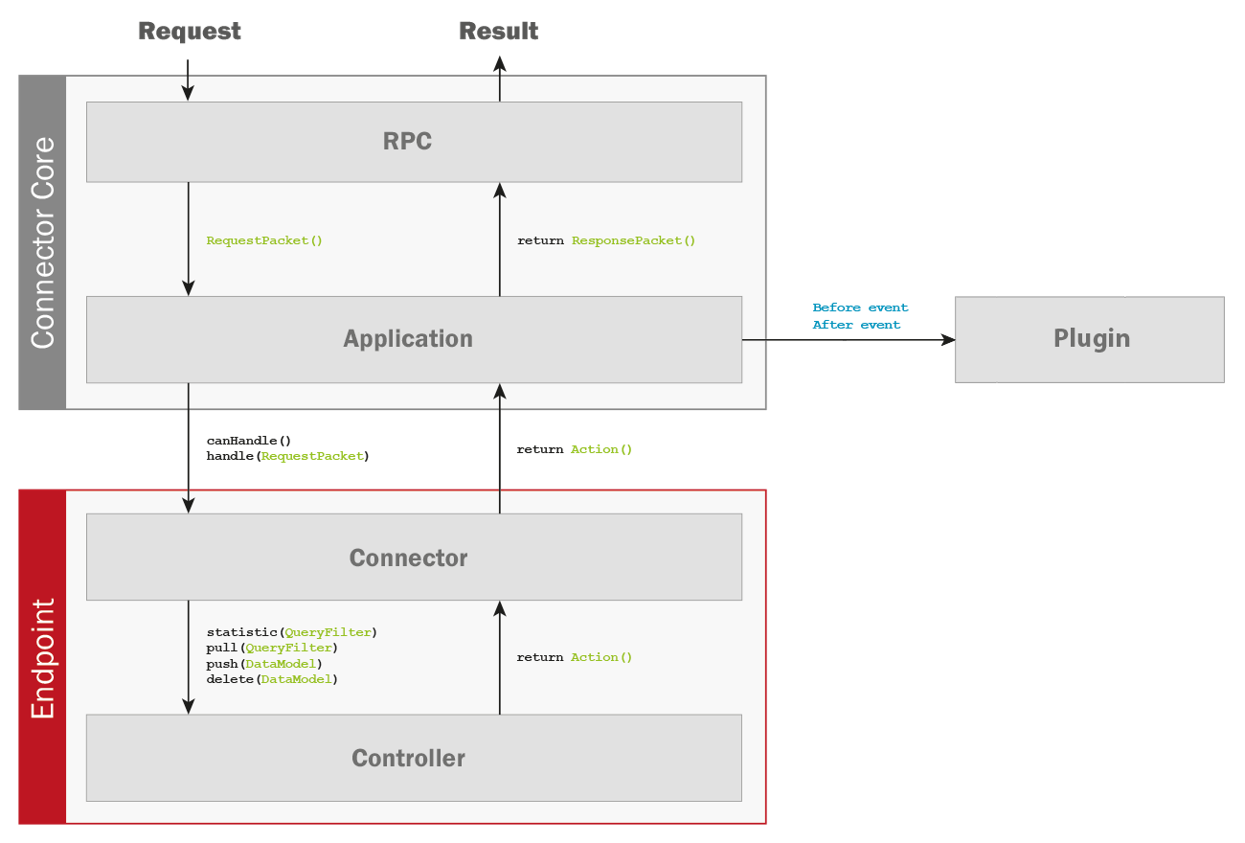 Request
Result
Connector Core
RPC
RequestPacket()
return ResponsePacket()
Application
Before event
After event
Plugin
canHandle()
handle(RequestPacket)
return Action()
Endpoint
Connector
statistic(QueryFilter)
pull(QueryFilter)
push(DataModel)
delete(DataModel)
return Action()
Controller